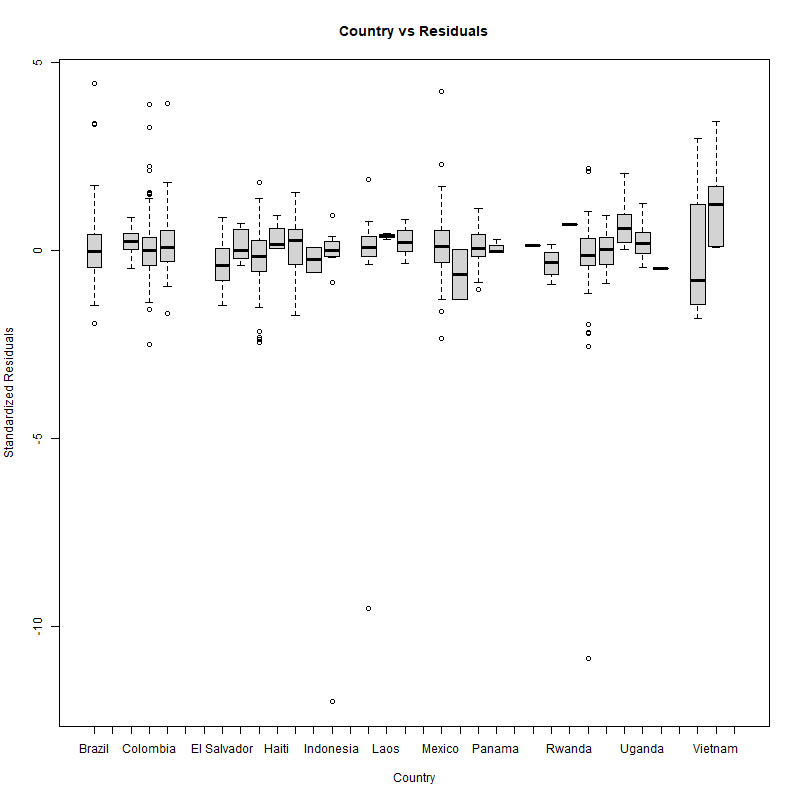 Country vs Residuals
5
0
-5
-10
Standardized Residuals
Brazil Colombia El Salvador Haiti Indonesia Laos Mexico Panama Rwanda Uganda Vietnam
Country